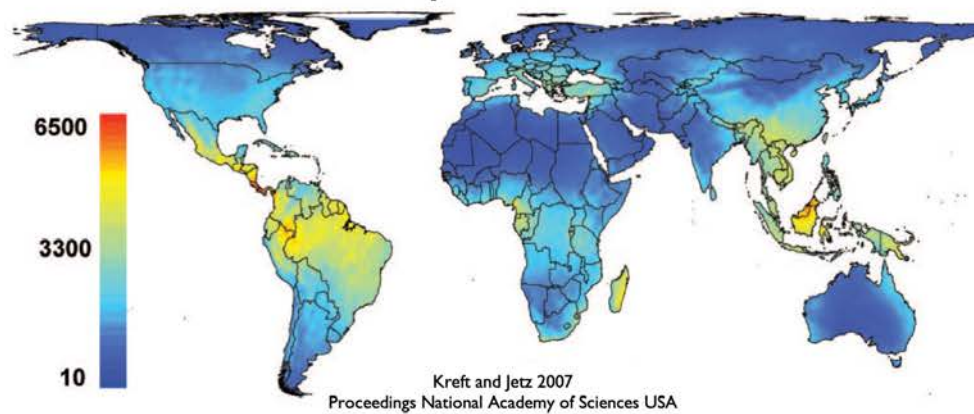 6500
3300
10
Kreft and Jetz 2007
Proceedings National Academy of Sciences USA